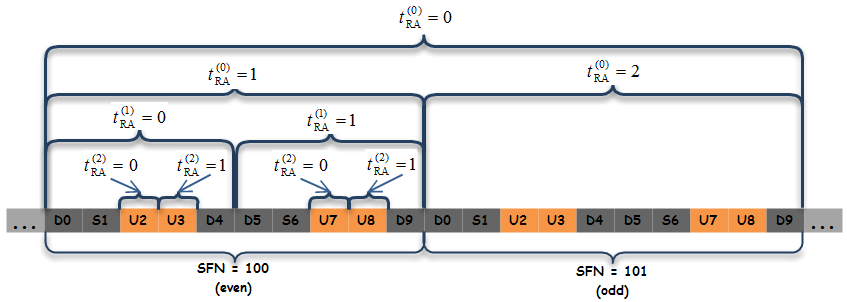 t_RA^(0) = 0
t_RA^(0) = 1 t_RA^(0) = 2
t_RA^(1) = 0 t_RA^(1) = 1
t_RA^(2) = 0 t_RA^(2) = 1 t_RA^(2) = 0 t_RA^(2) = 1
... D0 S1 U2 U3 D4 D5 S6 U7 U8 D9 D0 S1 U2 U3 D4 D5 S6 U7 U8 D9 ...
SFN = 100 SFN = 101
(even) (odd)